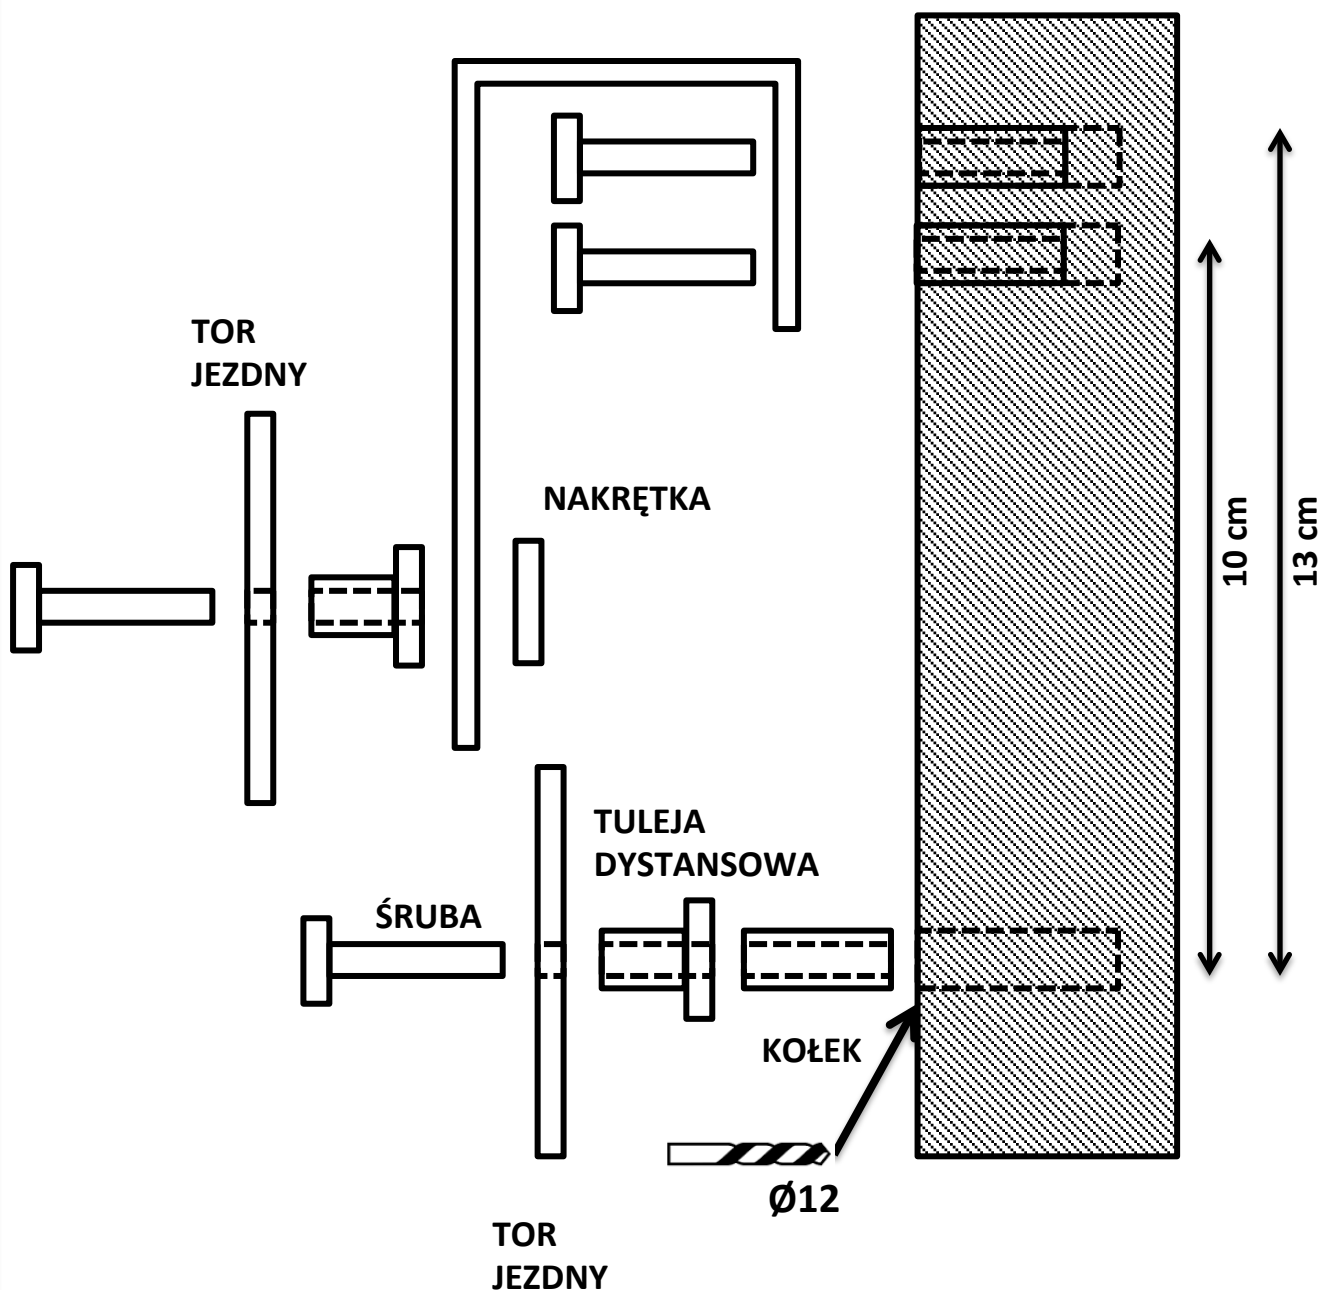 TOR
JEZDNY
NAKRĘTKA
10 cm
13 cm
TULEJA
DYSTANSOWA
ŚRUBA
KOŁEK
Ø12
TOR
JEZDNY